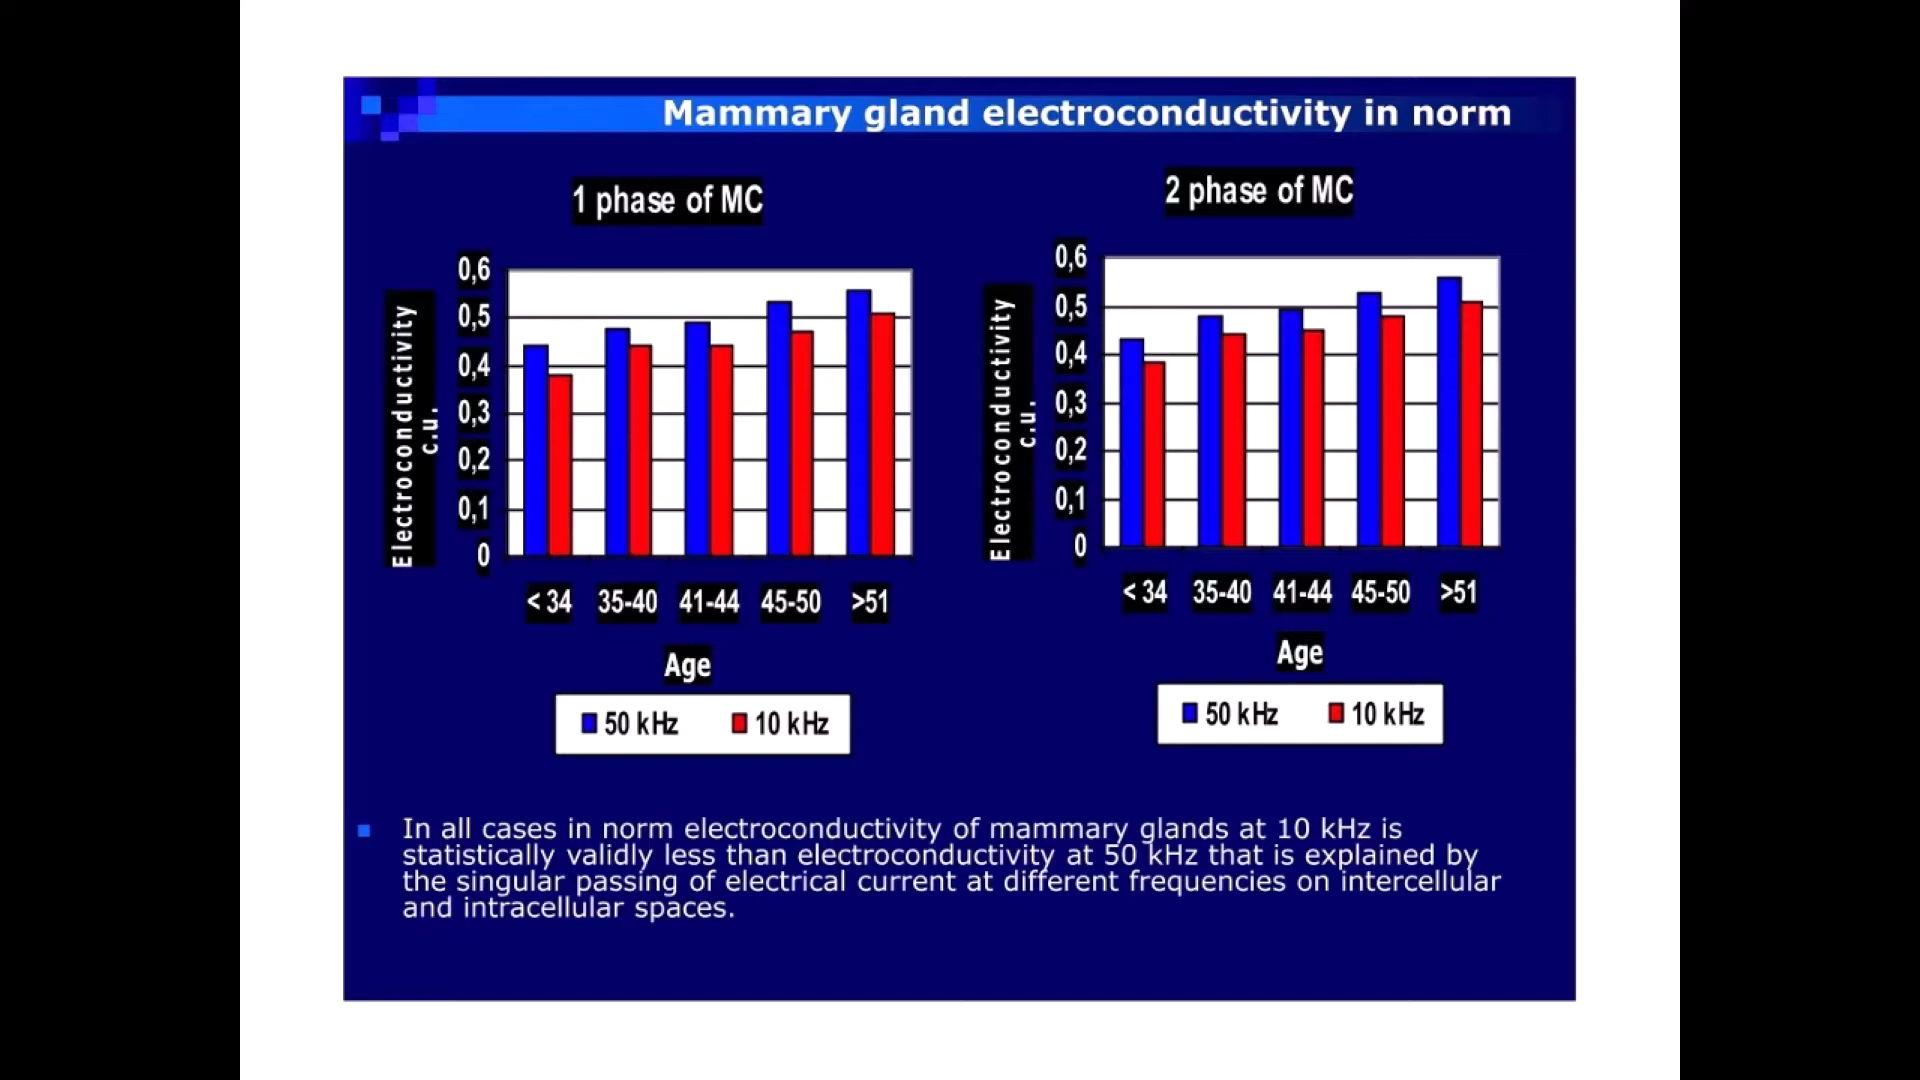 Mammary gland electroconductivity in norm
1 phase of MC
Electroconductivity
c.u.
0,6
0,5
0,4
0,3
0,2
0,1
0
< 34 35-40 41-44 45-50 >51
Age
50 kHz 10 kHz
2 phase of MC
Electroconductivity
c.u.
0,6
0,5
0,4
0,3
0,2
0,1
0
< 34 35-40 41-44 45-50 >51
Age
50 kHz 10 kHz
In all cases in norm electroconductivity of mammary glands at 10 kHz is
statistically validly less than electroconductivity at 50 kHz that is explained by
the singular passing of electrical current at different frequencies on intercellular
and intracellular spaces.